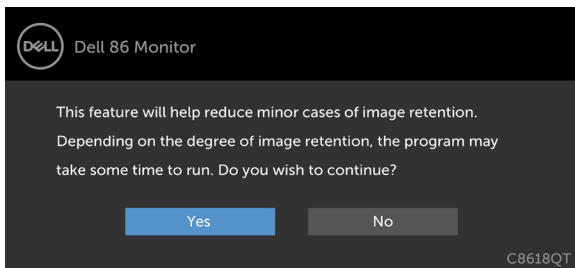 DELL Dell 86 Monitor
This feature will help reduce minor cases of image retention.
Depending on the degree of image retention, the program may
take some time to run. Do you wish to continue?
Yes No
C8618QT